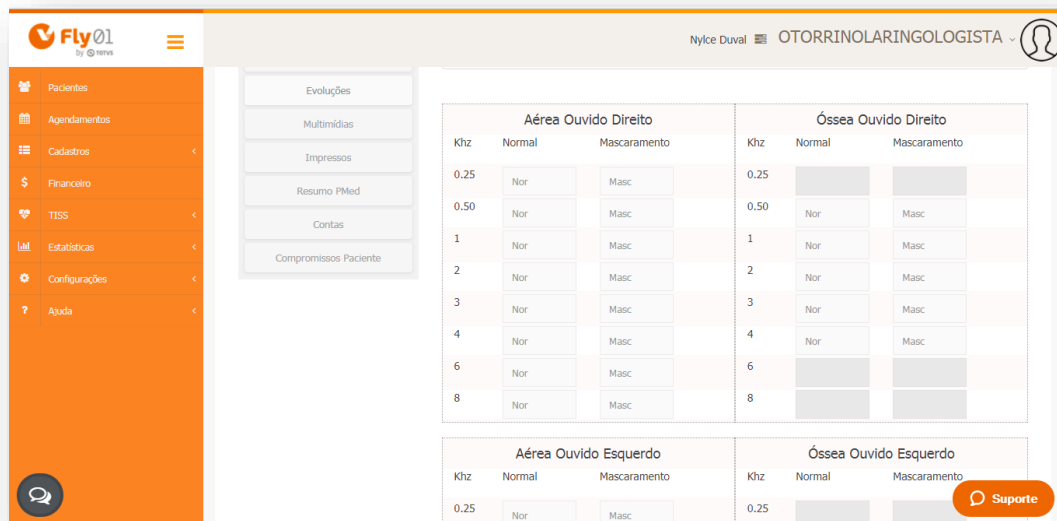 Fly01
by TOTVS
Nylce Duval OTORRINOLARINGOLOGISTA
Pacientes
Agendamentos
Cadastros
$ Financeiro
TISS
Estatísticas
Configurações
? Ajuda
Evoluções
Multimídias
Impressos
Resumo PMed
Contas
Compromissos Paciente
Aérea Ouvido Direito
Khz Normal Mascaramento
0.25 Nor Masc
0.50 Nor Masc
1 Nor Masc
2 Nor Masc
3 Nor Masc
4 Nor Masc
6 Nor Masc
8 Nor Masc
Óssea Ouvido Direito
Khz Normal Mascaramento
0.25
0.50 Nor Masc
1 Nor Masc
2 Nor Masc
3 Nor Masc
4 Nor Masc
6
8
Aérea Ouvido Esquerdo
Khz Normal Mascaramento
0.25 Nor Masc
Óssea Ouvido Esquerdo
Khz Normal Mascaramento
0.25
Suporte